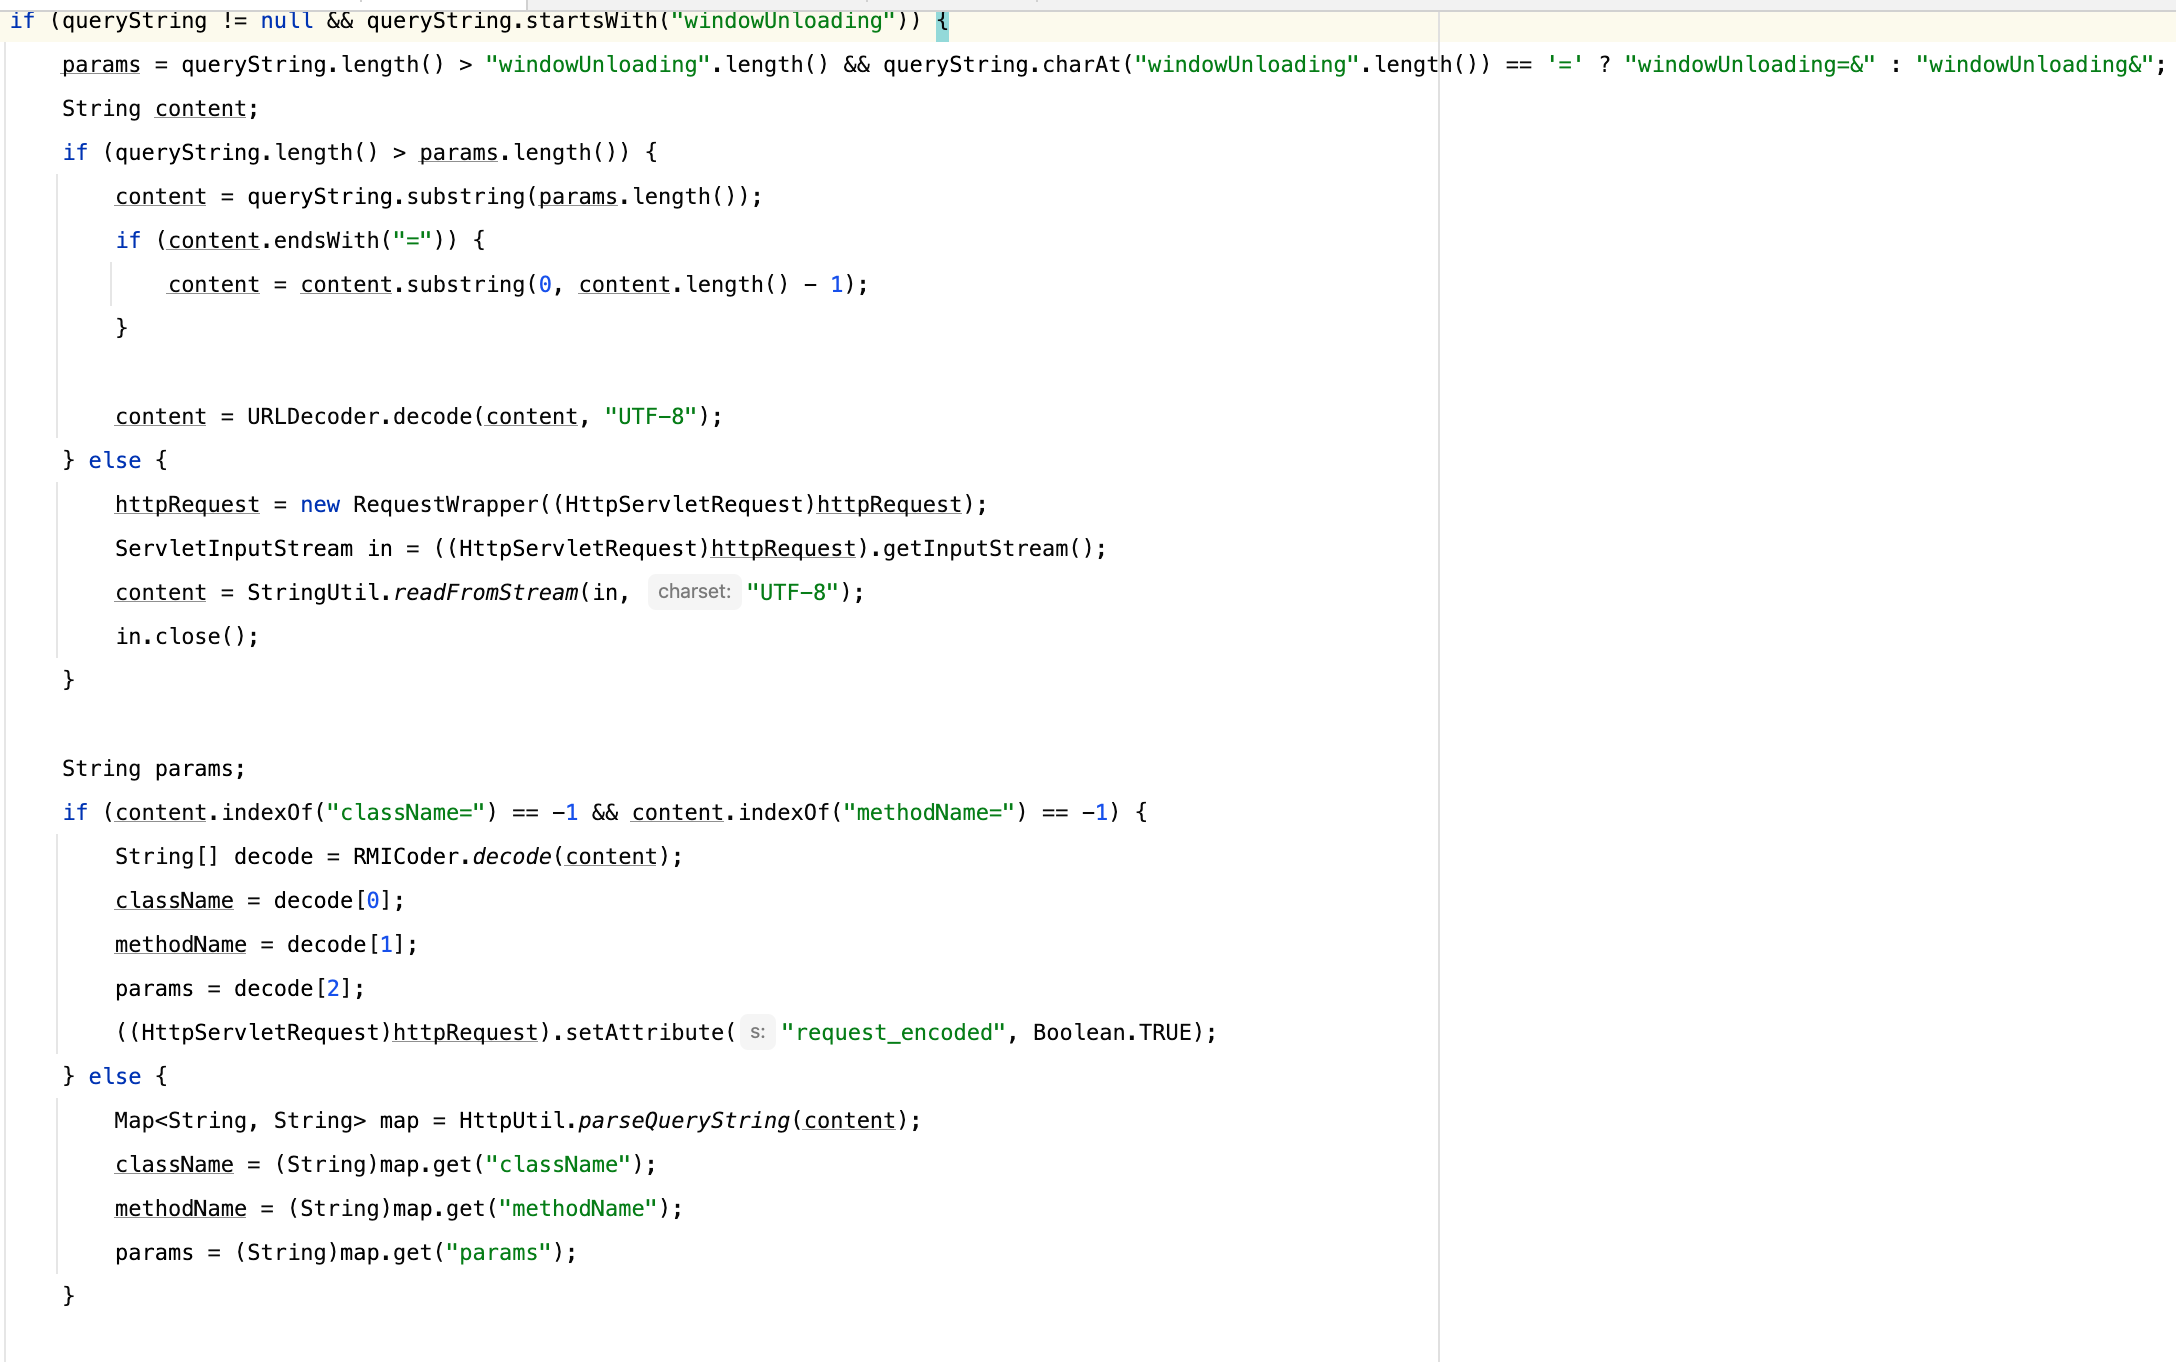 if (queryString != null && queryString.startsWith("windowUnloading")) {
params = queryString.length() > "windowUnloading".length() && queryString.charAt("windowUnloading".length()) == '=' ? "windowUnloading=&" : "windowUnloading&";
String content;
if (queryString.length() > params.length()) {
content = queryString.substring(params.length());
if (content.endsWith("=")) {
content = content.substring(0, content.length() - 1);
}
content = URLDecoder.decode(content, "UTF-8");
} else {
httpRequest = new RequestWrapper((HttpServletRequest)httpRequest);
ServletInputStream in = ((HttpServletRequest)httpRequest).getInputStream();
content = StringUtil.readFromStream(in, charset: "UTF-8");
in.close();
}
String params;
if (content.indexOf("className=") == -1 && content.indexOf("methodName=") == -1) {
String[] decode = RMICoder.decode(content);
className = decode[0];
methodName = decode[1];
params = decode[2];
((HttpServletRequest)httpRequest).setAttribute( s: "request_encoded", Boolean.TRUE);
} else {
Map<String, String> map = HttpUtil.parseQueryString(content);
className = (String)map.get("className");
methodName = (String)map.get("methodName");
params = (String)map.get("params");
}